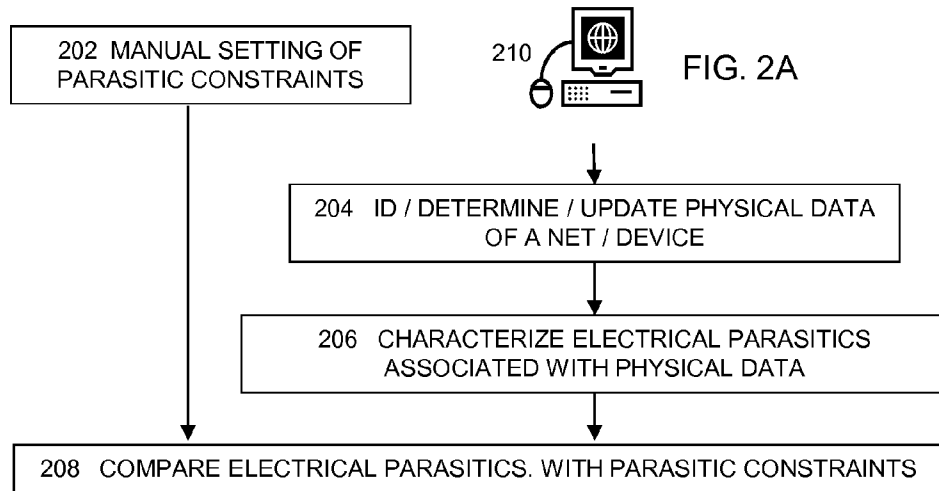 202 MANUAL SETTING OF
PARASITIC CONSTRAINTS
210
FIG. 2A
204 ID / DETERMINE / UPDATE PHYSICAL DATA
OF A NET / DEVICE
206 CHARACTERIZE ELECTRICAL PARASITICS
ASSOCIATED WITH PHYSICAL DATA
208 COMPARE ELECTRICAL PARASITICS. WITH PARASITIC CONSTRAINTS